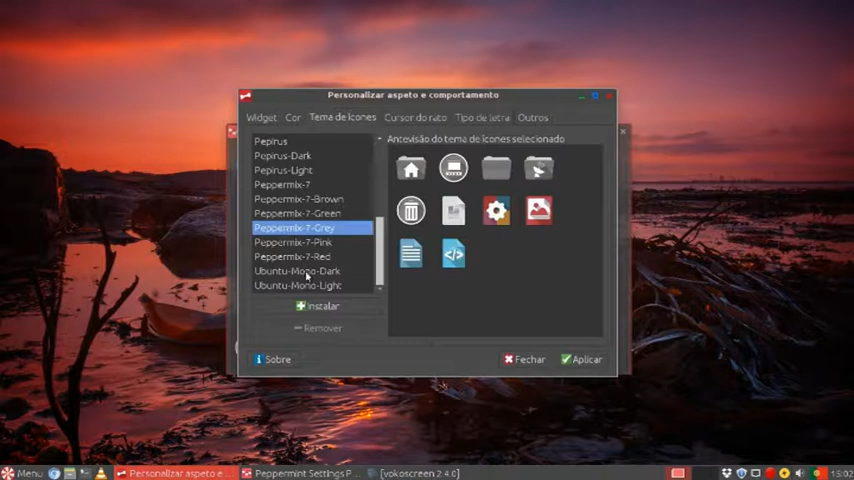 Personalizar aspeto e comportamento
Widget Cor Tema de ícones Cursor do rato Tipo de letra Outros
Antevisão do tema de ícones selecionado
Pepirus
Pepirus-Dark
Pepirus-Light
Peppermix-7
Peppermix-7-Brown
Peppermix-7-Green
Peppermix-7-Grey
Peppermix-7-Pink
Peppermix-7-Red
Ubuntu-Mono-Dark
Ubuntu-Mono-Light
Instalar
Remover
Sobre Fechar Aplicar
Menu Personalizar aspeto e ... Peppermint Settings P... [vokoscreen 2.4.0] 15:02